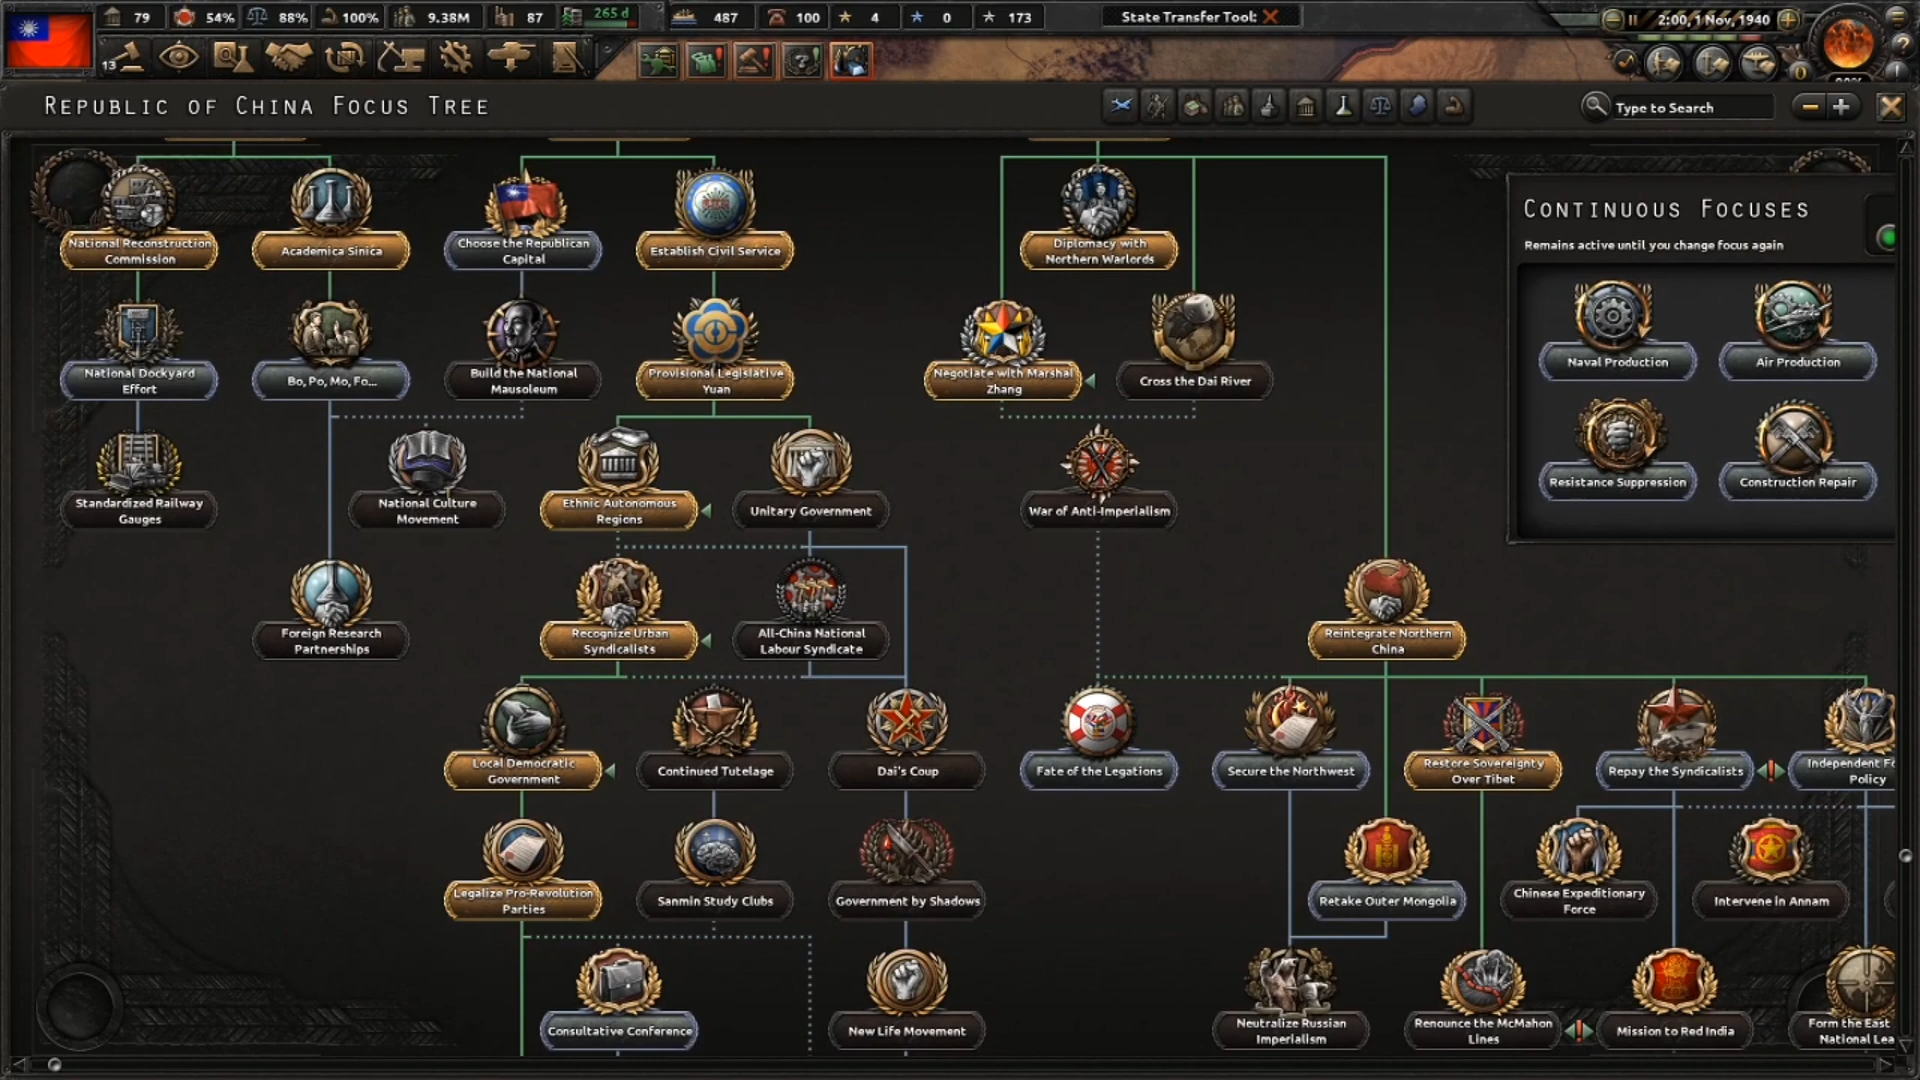 79
54%
88%
100%
9.38M
87
265 d
487
100
4
0
173
State Transfer Tool:
2:00, 1 Nov, 1940
13
0
REPUBLIC OF CHINA FOCUS TREE
Type to Search
CONTINUOUS FOCUSES
Remains active until you change focus again
Naval Production
Air Production
Resistance Suppression
Construction Repair
National Reconstruction
Commission
Academica Sinica
Choose the Republican
Capital
Establish Civil Service
Diplomacy with
Northern Warlords
National Dockyard
Effort
Bo, Po, Mo, Fo...
Build the National
Mausoleum
Provisional Legislative
Yuan
Negotiate with Marshal
Zhang
Cross the Dai River
Standardized Railway
Gauges
National Culture
Movement
Ethnic Autonomous
Regions
Unitary Government
War of Anti-Imperialism
Foreign Research
Partnerships
Recognize Urban
Syndicalists
All-China National
Labour Syndicate
Reintegrate Northern
China
Local Democratic
Government
Continued Tutelage
Dai's Coup
Fate of the Legations
Secure the Northwest
Restore Sovereignty
Over Tibet
Repay the Syndicalists
Independent Fo
Policy
Legalize Pro-Revolution
Parties
Sanmin Study Clubs
Government by Shadows
Retake Outer Mongolia
Chinese Expeditionary
Force
Intervene in Annam
Consultative Conference
New Life Movement
Neutralize Russian
Imperialism
Renounce the McMahon
Lines
Mission to Red India
Form the East
National Lea